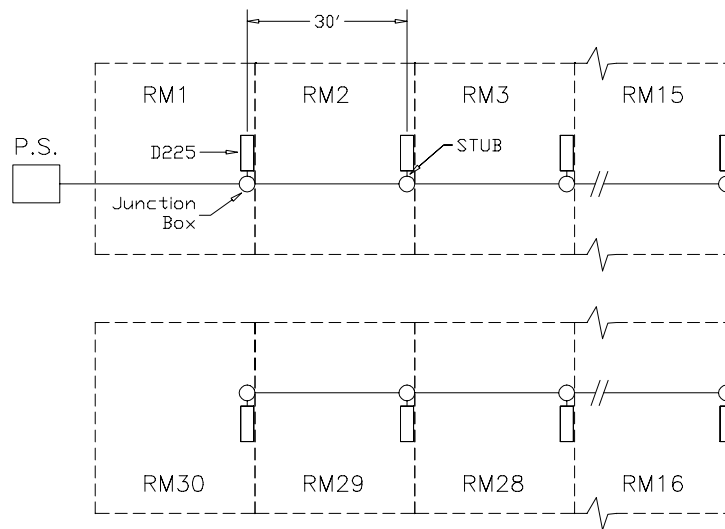 30'
RM1
RM2
RM3
RM15
P.S.
D225
STUB
Junction
Box
RM30
RM29
RM28
RM16